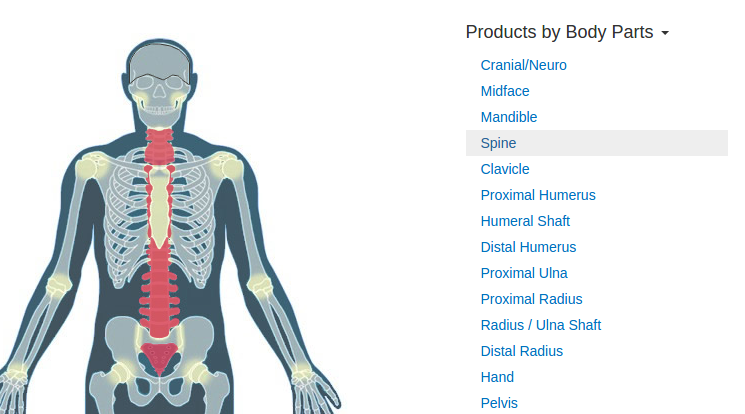 Products by Body Parts
Cranial/Neuro
Midface
Mandible
Spine
Clavicle
Proximal Humerus
Humeral Shaft
Distal Humerus
Proximal Ulna
Proximal Radius
Radius / Ulna Shaft
Distal Radius
Hand
Pelvis